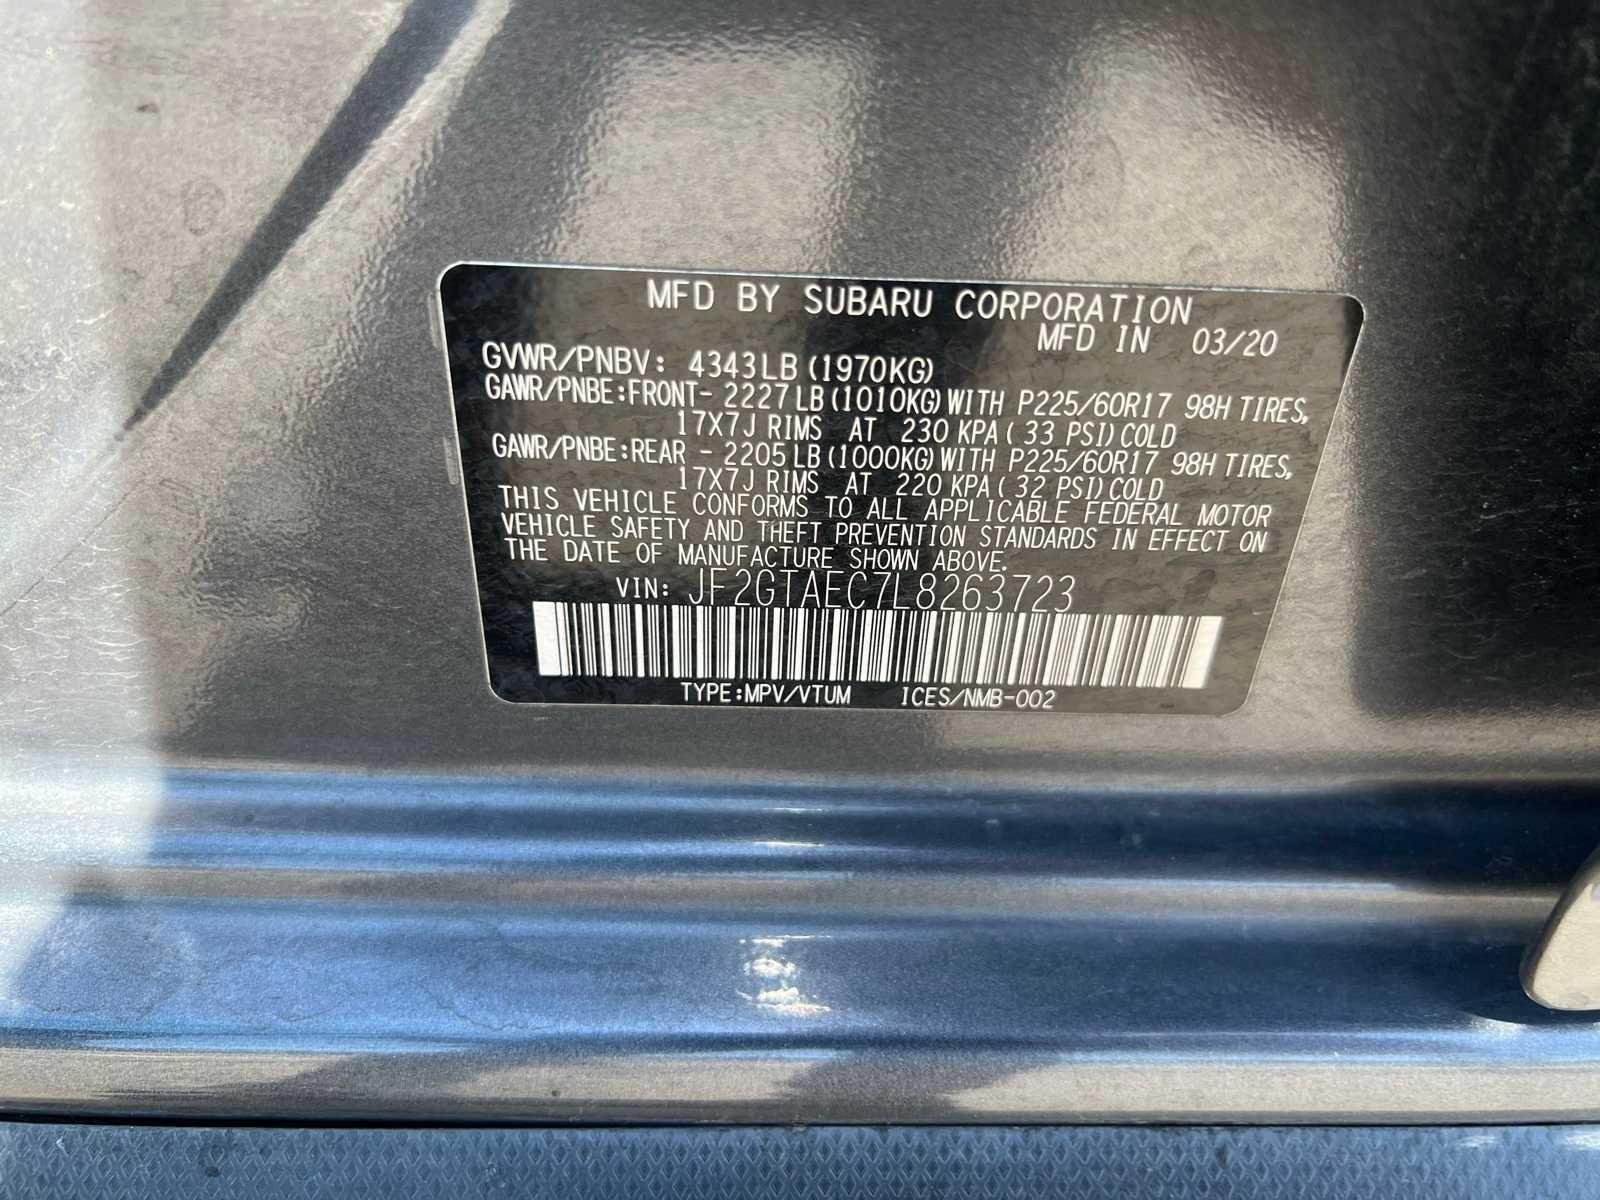 MFD BY SUBARU CORPORATION
MFD IN 03/20
GVWR/PNBV: 4343LB (1970KG)
GAWR/PNBE:FRONT- 2227LB (1010KG) WITH P225/60R17 98H TIRES,
17X7J RIMS AT 230 KPA ( 33 PSI) COLD
GAWR/PNBE:REAR - 2205LB (1000KG) WITH P225/60R17 98H TIRES,
17X7J RIMS AT 220 KPA ( 32 PSI) COLD
THIS VEHICLE CONFORMS TO ALL APPLICABLE FEDERAL MOTOR
VEHICLE SAFETY AND THEFT PREVENTION STANDARDS IN EFFECT ON
THE DATE OF MANUFACTURE SHOWN ABOVE.
VIN: JF2GTAEC7L8263723
TYPE:MPV/VTUM ICES/NMB-002